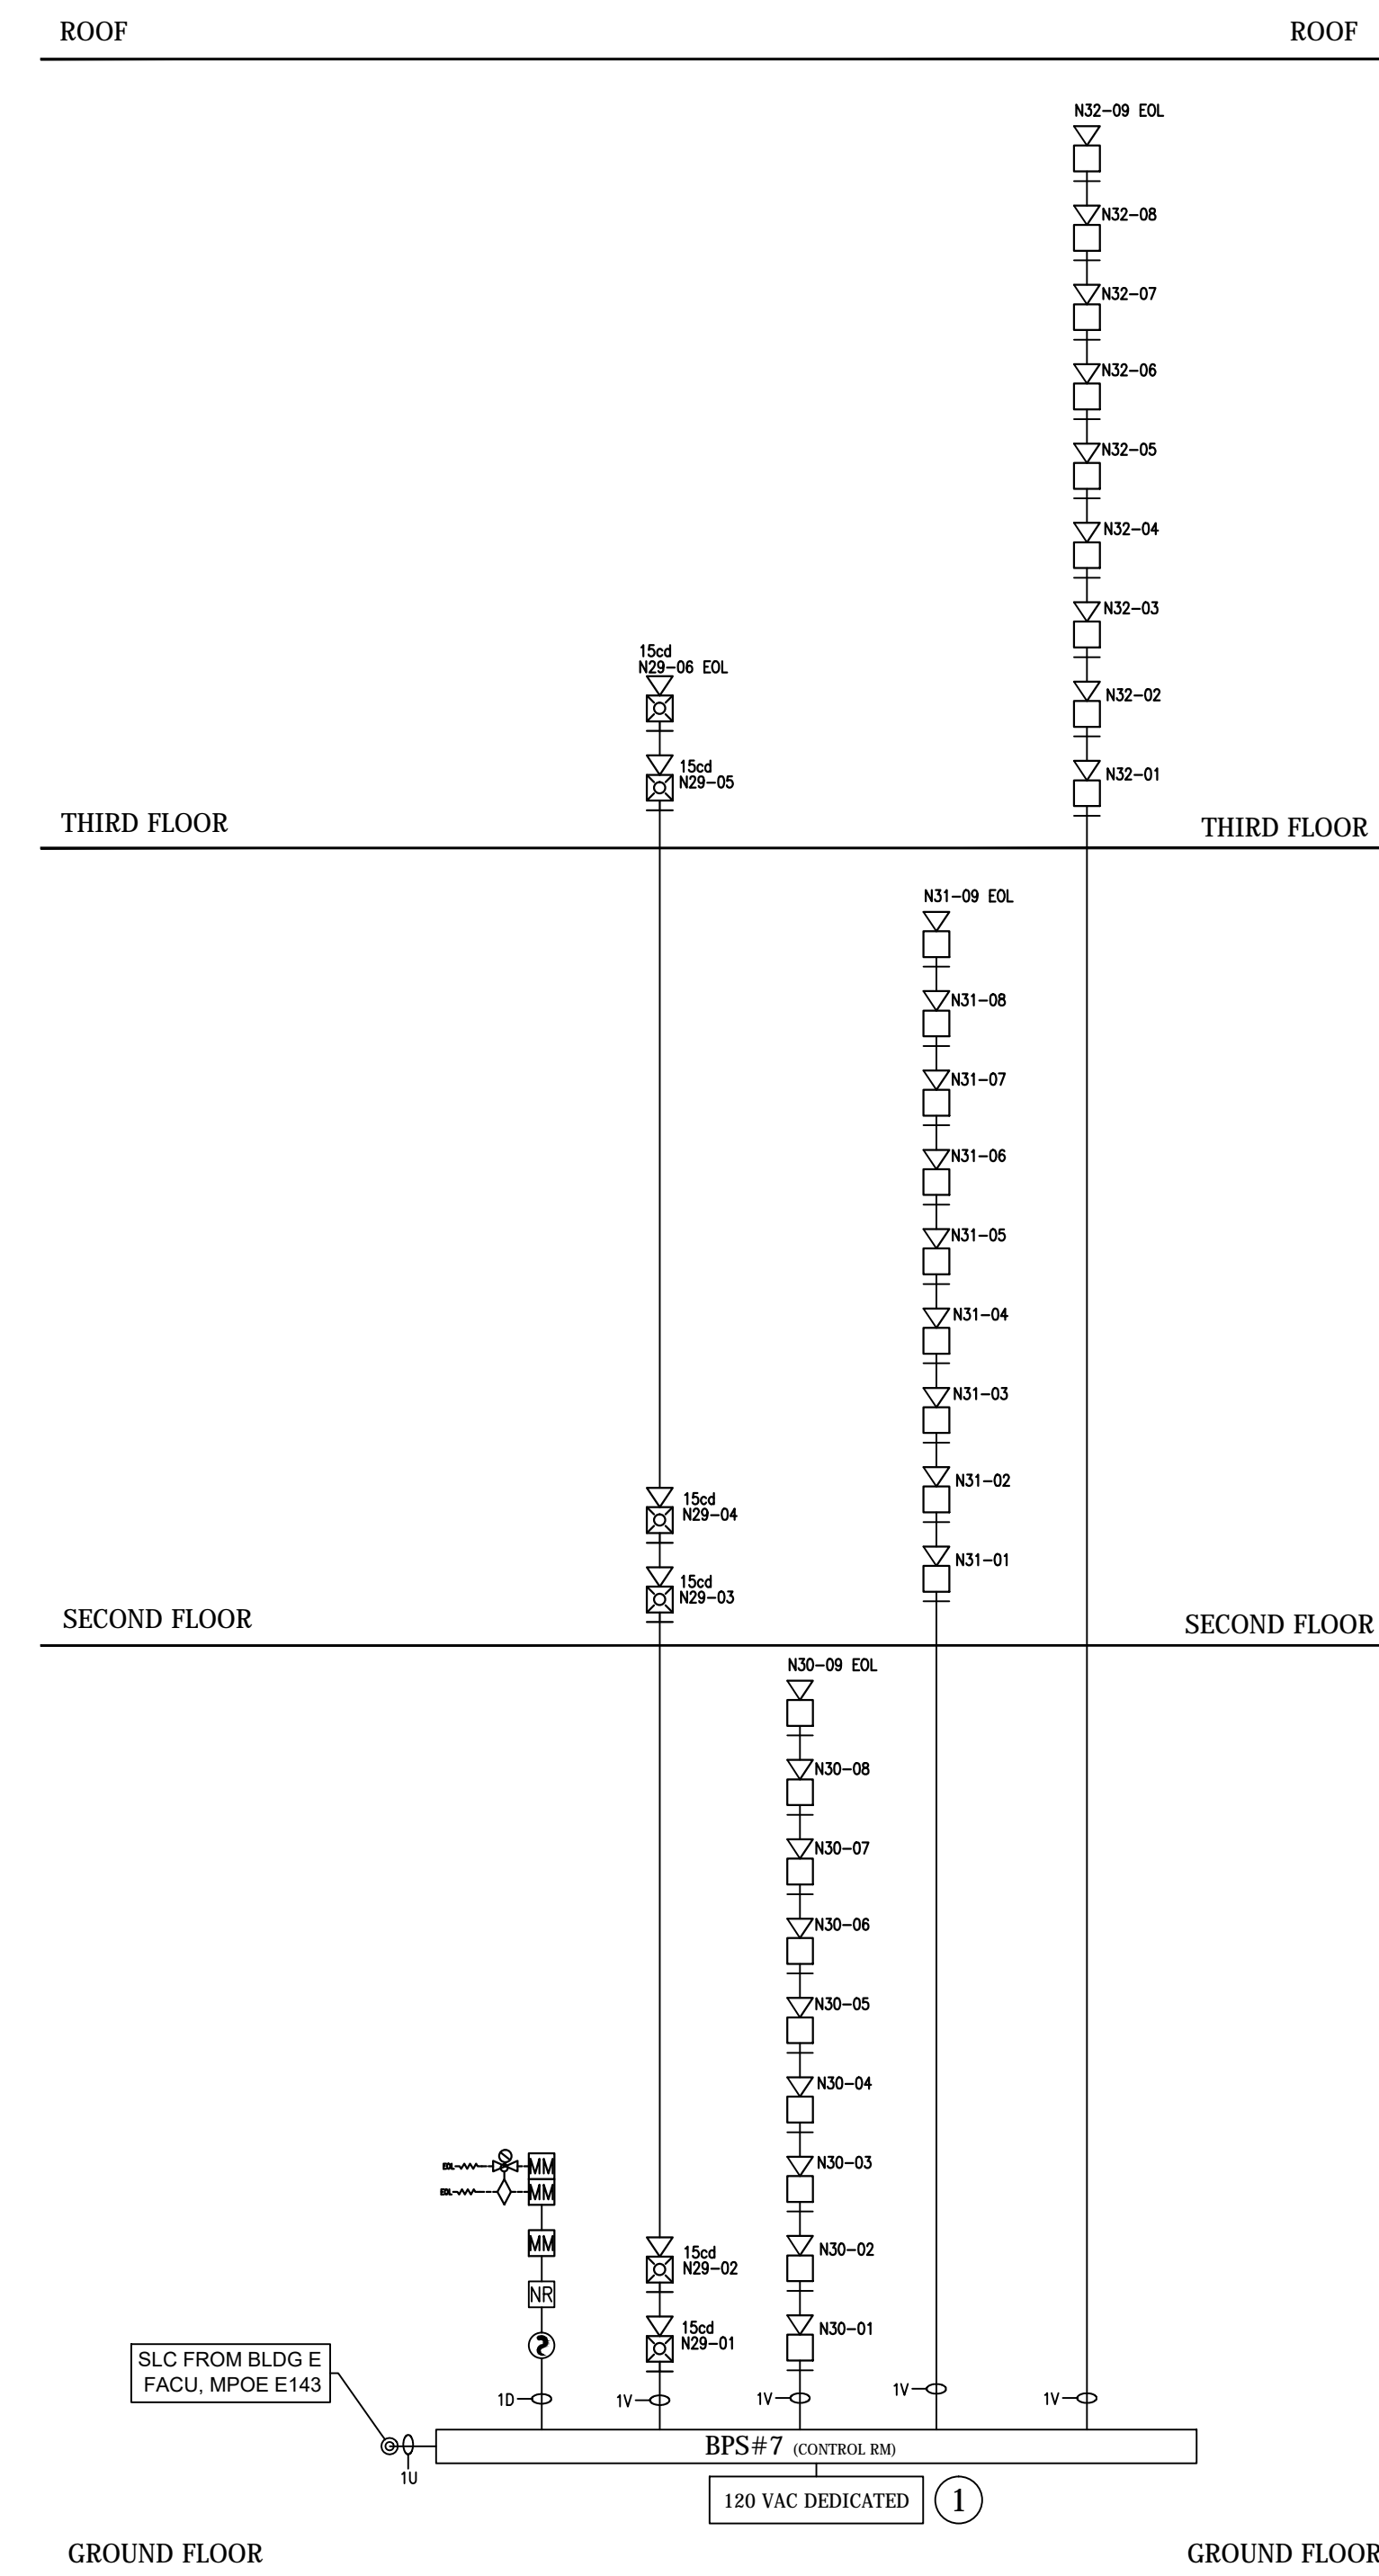 ROOF
ROOF
N32-09 EOL
N32-08
N32-07
N32-06
N32-05
N32-04
N32-03
N32-02
N32-01
15cd
N29-06 EOL
15cd
N29-05
THIRD FLOOR
THIRD FLOOR
N31-09 EOL
N31-08
N31-07
N31-06
N31-05
N31-04
N31-03
N31-02
N31-01
15cd
N29-04
15cd
N29-03
SECOND FLOOR
SECOND FLOOR
N30-09 EOL
N30-08
N30-07
N30-06
N30-05
N30-04
N30-03
N30-02
N30-01
EOL
MM
EOL
MM
MM
NR
15cd
N29-02
15cd
N29-01
SLC FROM BLDG E
FACU, MPOE E143
1D
1V
1V
1V
1V
1U
BPS#7 (CONTROL RM)
120 VAC DEDICATED
1
GROUND FLOOR
GROUND FLOOR